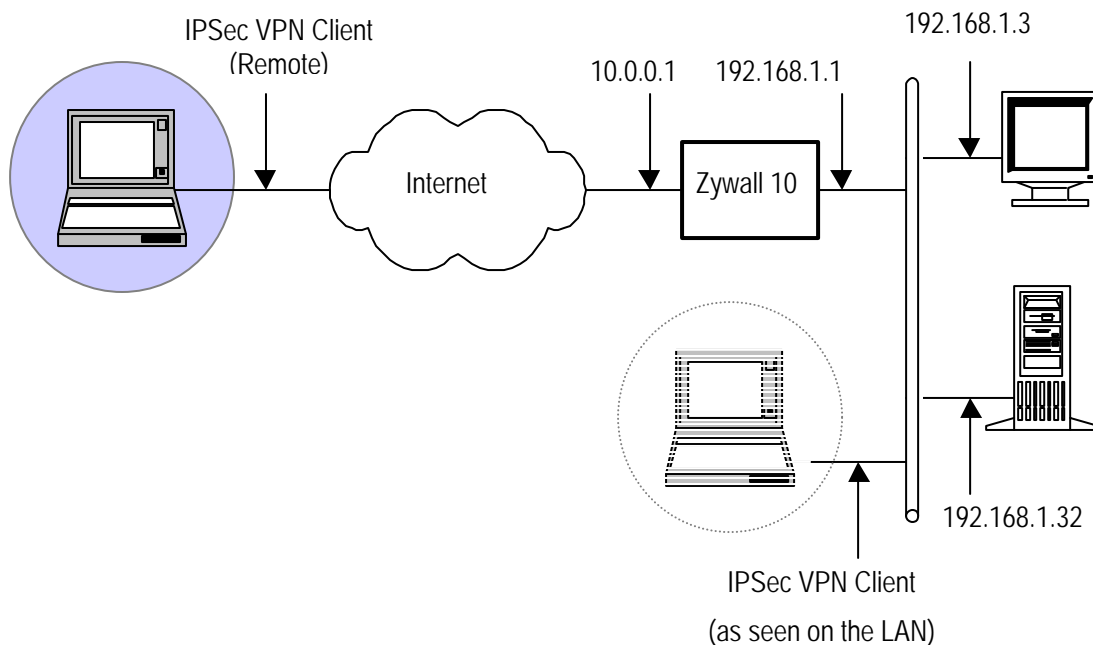 IPSec VPN Client
(Remote)
192.168.1.3
10.0.0.1
192.168.1.1
Internet
Zywall 10
192.168.1.32
IPSec VPN Client
(as seen on the LAN)